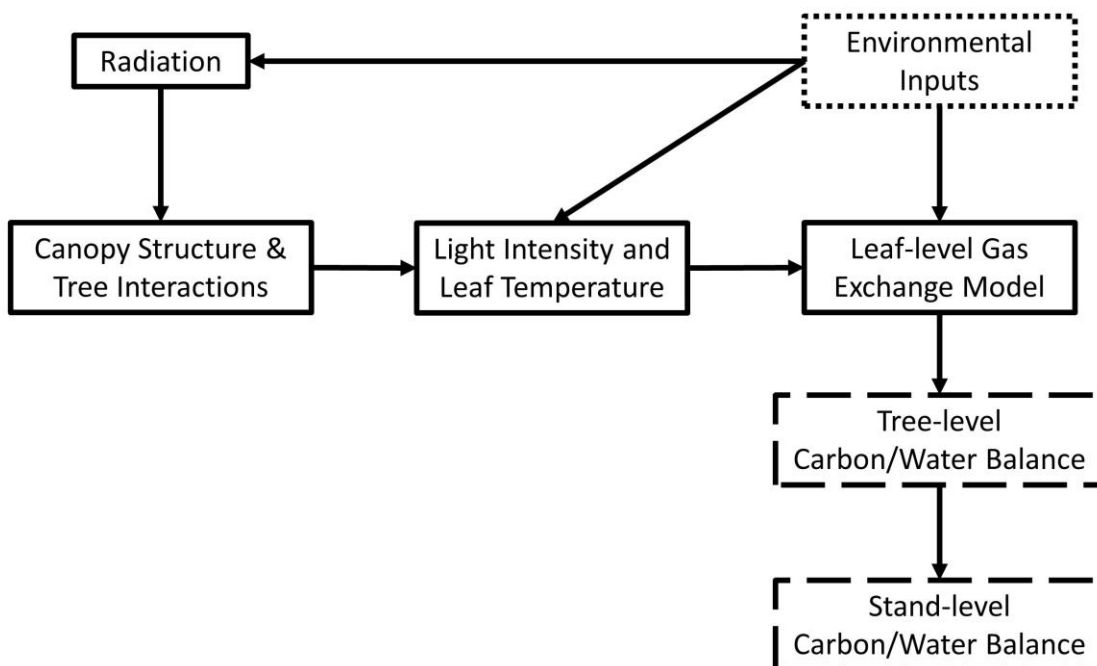 Radiation
Environmental
Inputs
Canopy Structure &
Tree Interactions
Light Intensity and
Leaf Temperature
Leaf-level Gas
Exchange Model
Tree-level
Carbon/Water Balance
Stand-level
Carbon/Water Balance